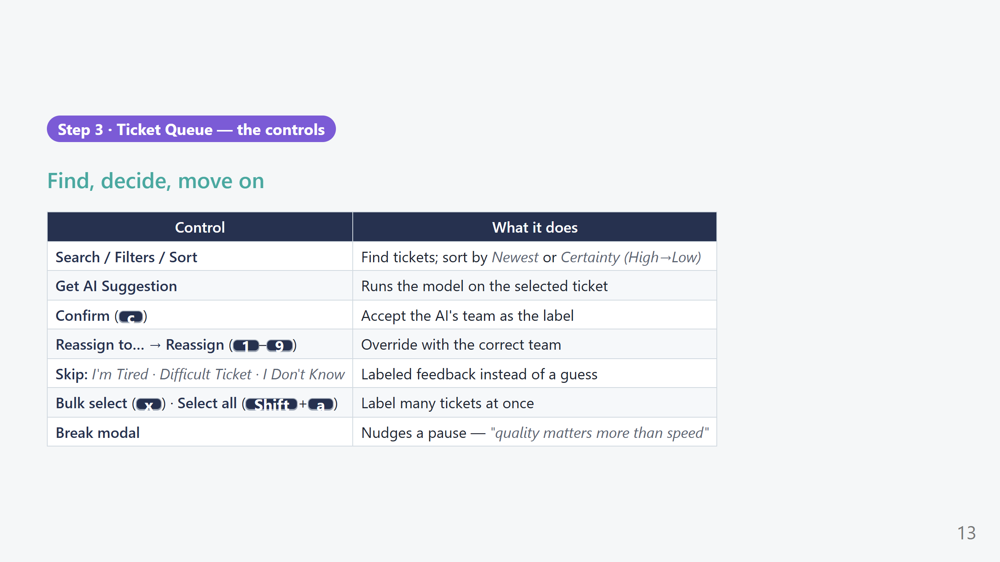 Step 3 · Ticket Queue — the controls
Find, decide, move on
Control What it does
Search / Filters / Sort Find tickets; sort by Newest or Certainty (High→Low)
Get AI Suggestion Runs the model on the selected ticket
Confirm (c) Accept the AI's team as the label
Reassign to... → Reassign (1–9) Override with the correct team
Skip: I'm Tired · Difficult Ticket · I Don't Know Labeled feedback instead of a guess
Bulk select (x) · Select all (Shift+a) Label many tickets at once
Break modal Nudges a pause — "quality matters more than speed"
13